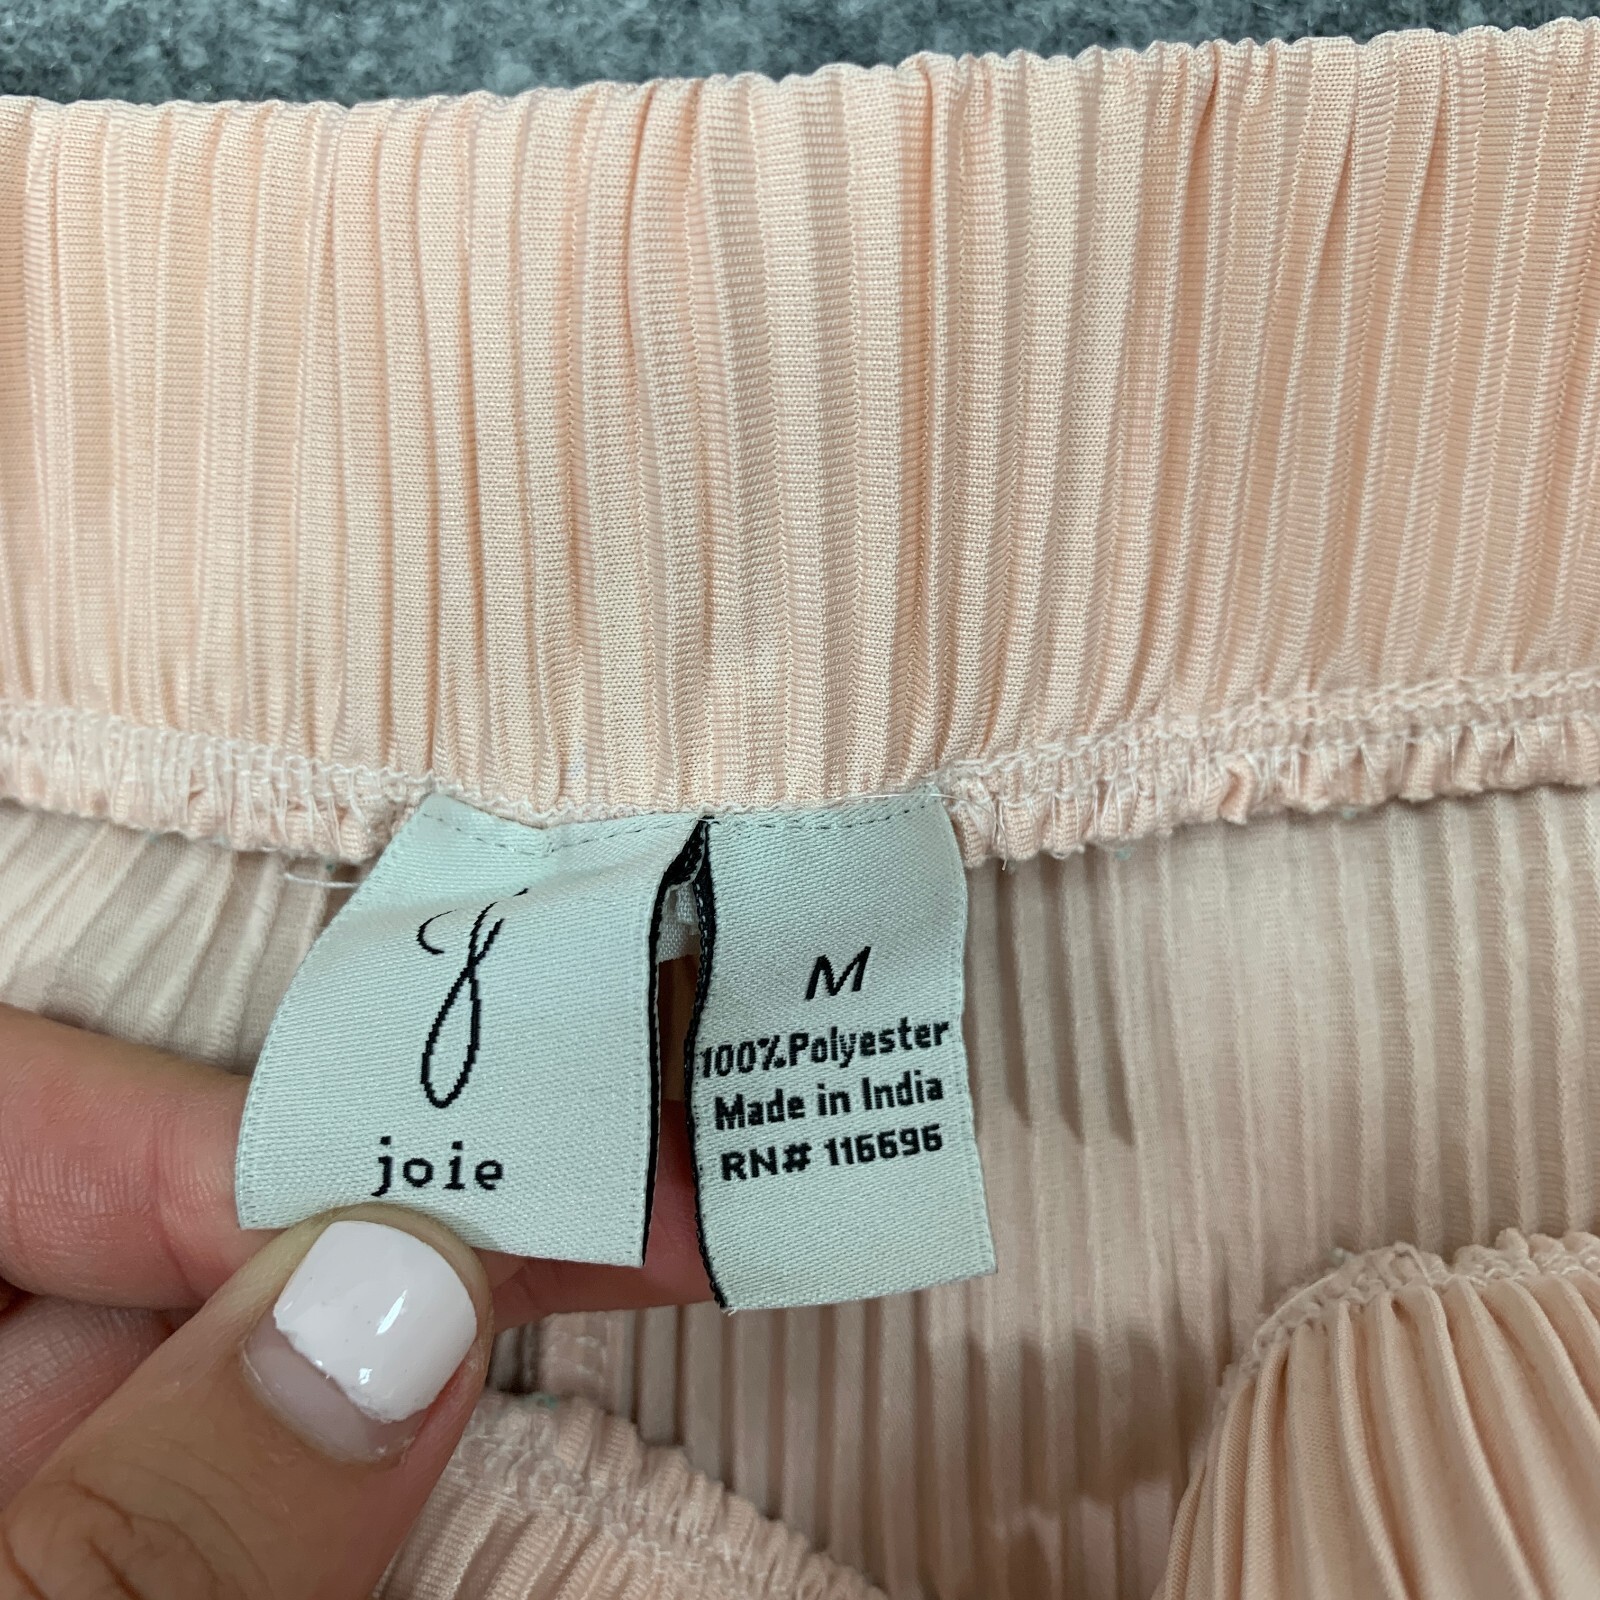 j
joie
M
100% Polyester
Made in India
RN# 116696